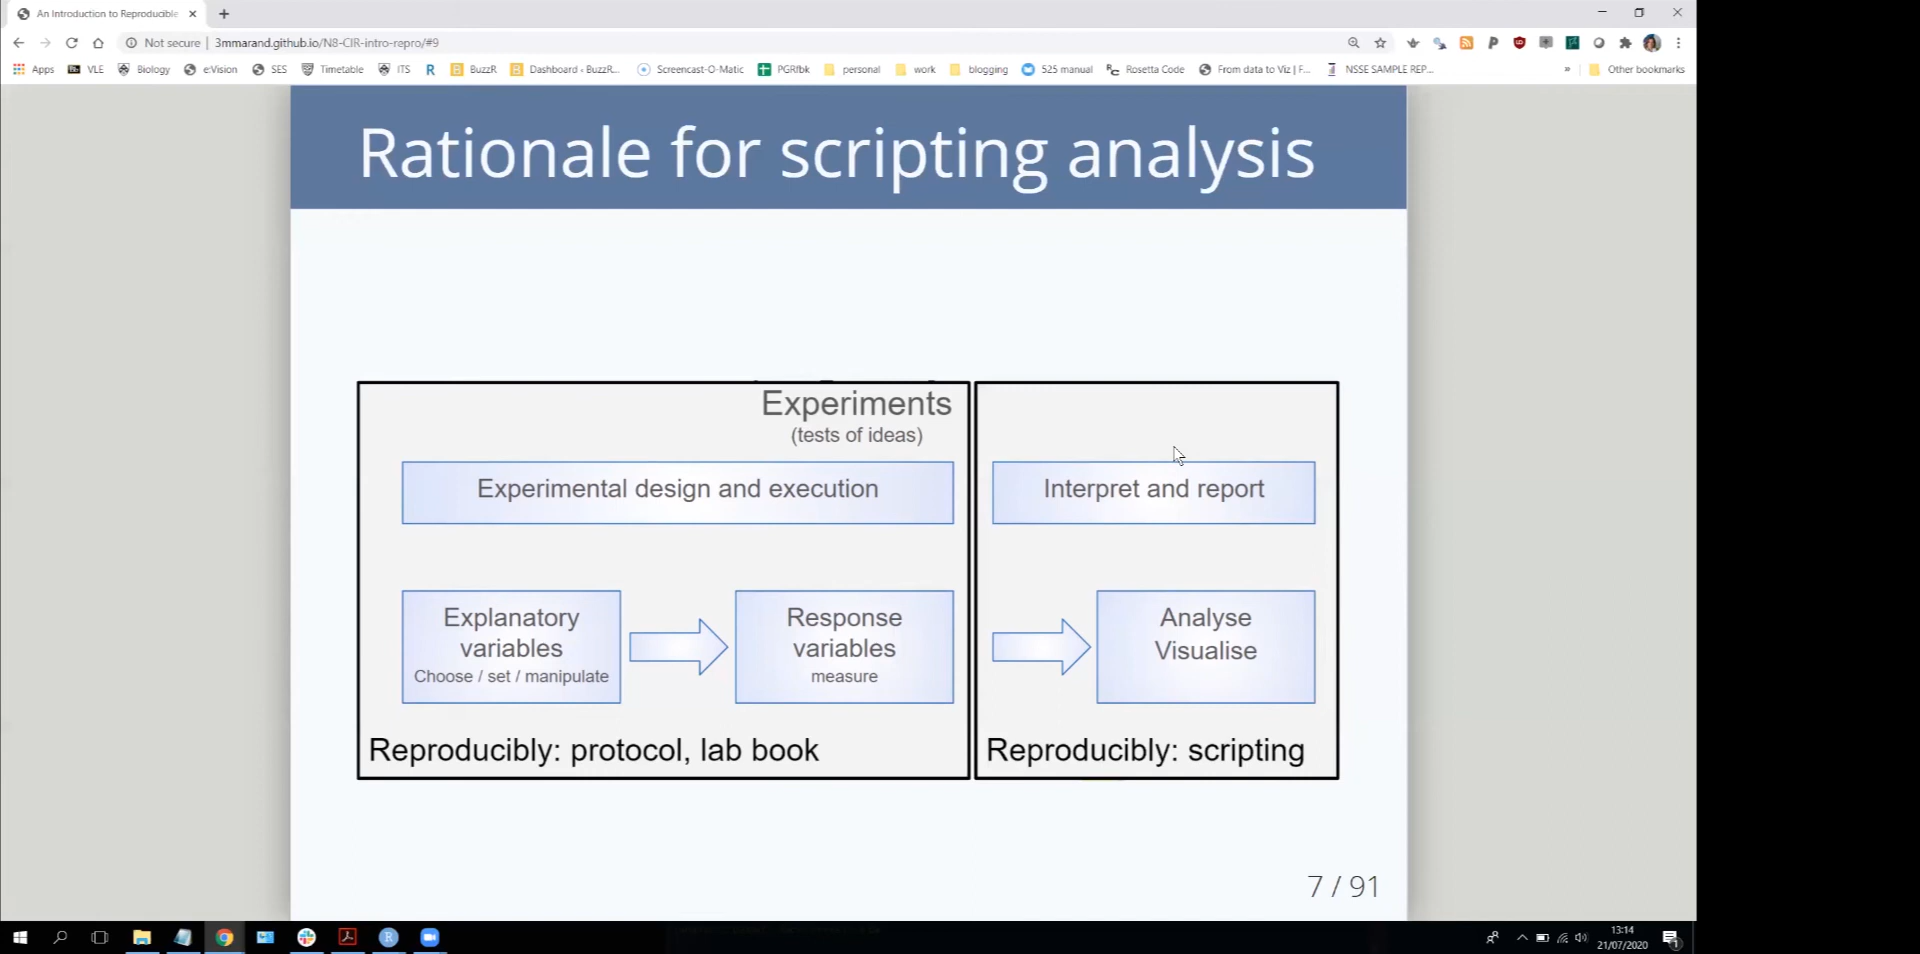 An Introduction to Reproducible
Not secure | 3mmarand.github.io/N8-CIR-intro-repro/#9
Apps VLE Biology e:Vision SES Timetable ITS R BuzzR Dashboard ‹ BuzzR... Screencast-O-Matic PGRfbk personal work blogging 525 manual Rosetta Code From data to Viz | F... NSSE SAMPLE REP... » Other bookmarks
Rationale for scripting analysis
Experiments
(tests of ideas)
Experimental design and execution
Interpret and report
Explanatory
variables
Choose / set / manipulate
Response
variables
measure
Analyse
Visualise
Reproducibly: protocol, lab book
Reproducibly: scripting
7 / 91
13:14
21/07/2020